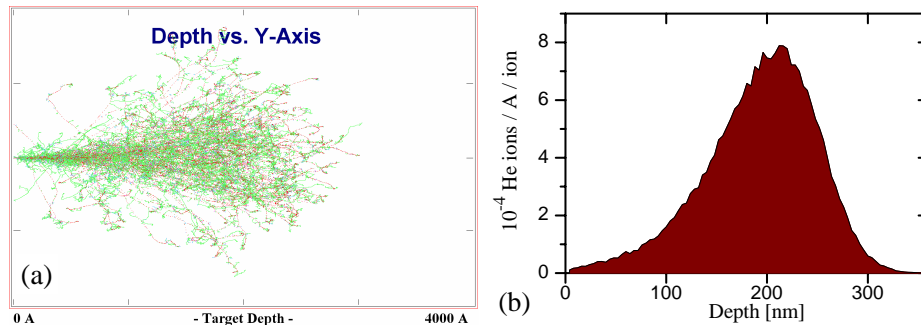 Depth vs. Y-Axis
(a)
0 A - Target Depth - 4000 A
10⁻⁴ He ions / A / ion
8
6
4
2
0
0 100 200 300
Depth [nm]
(b)